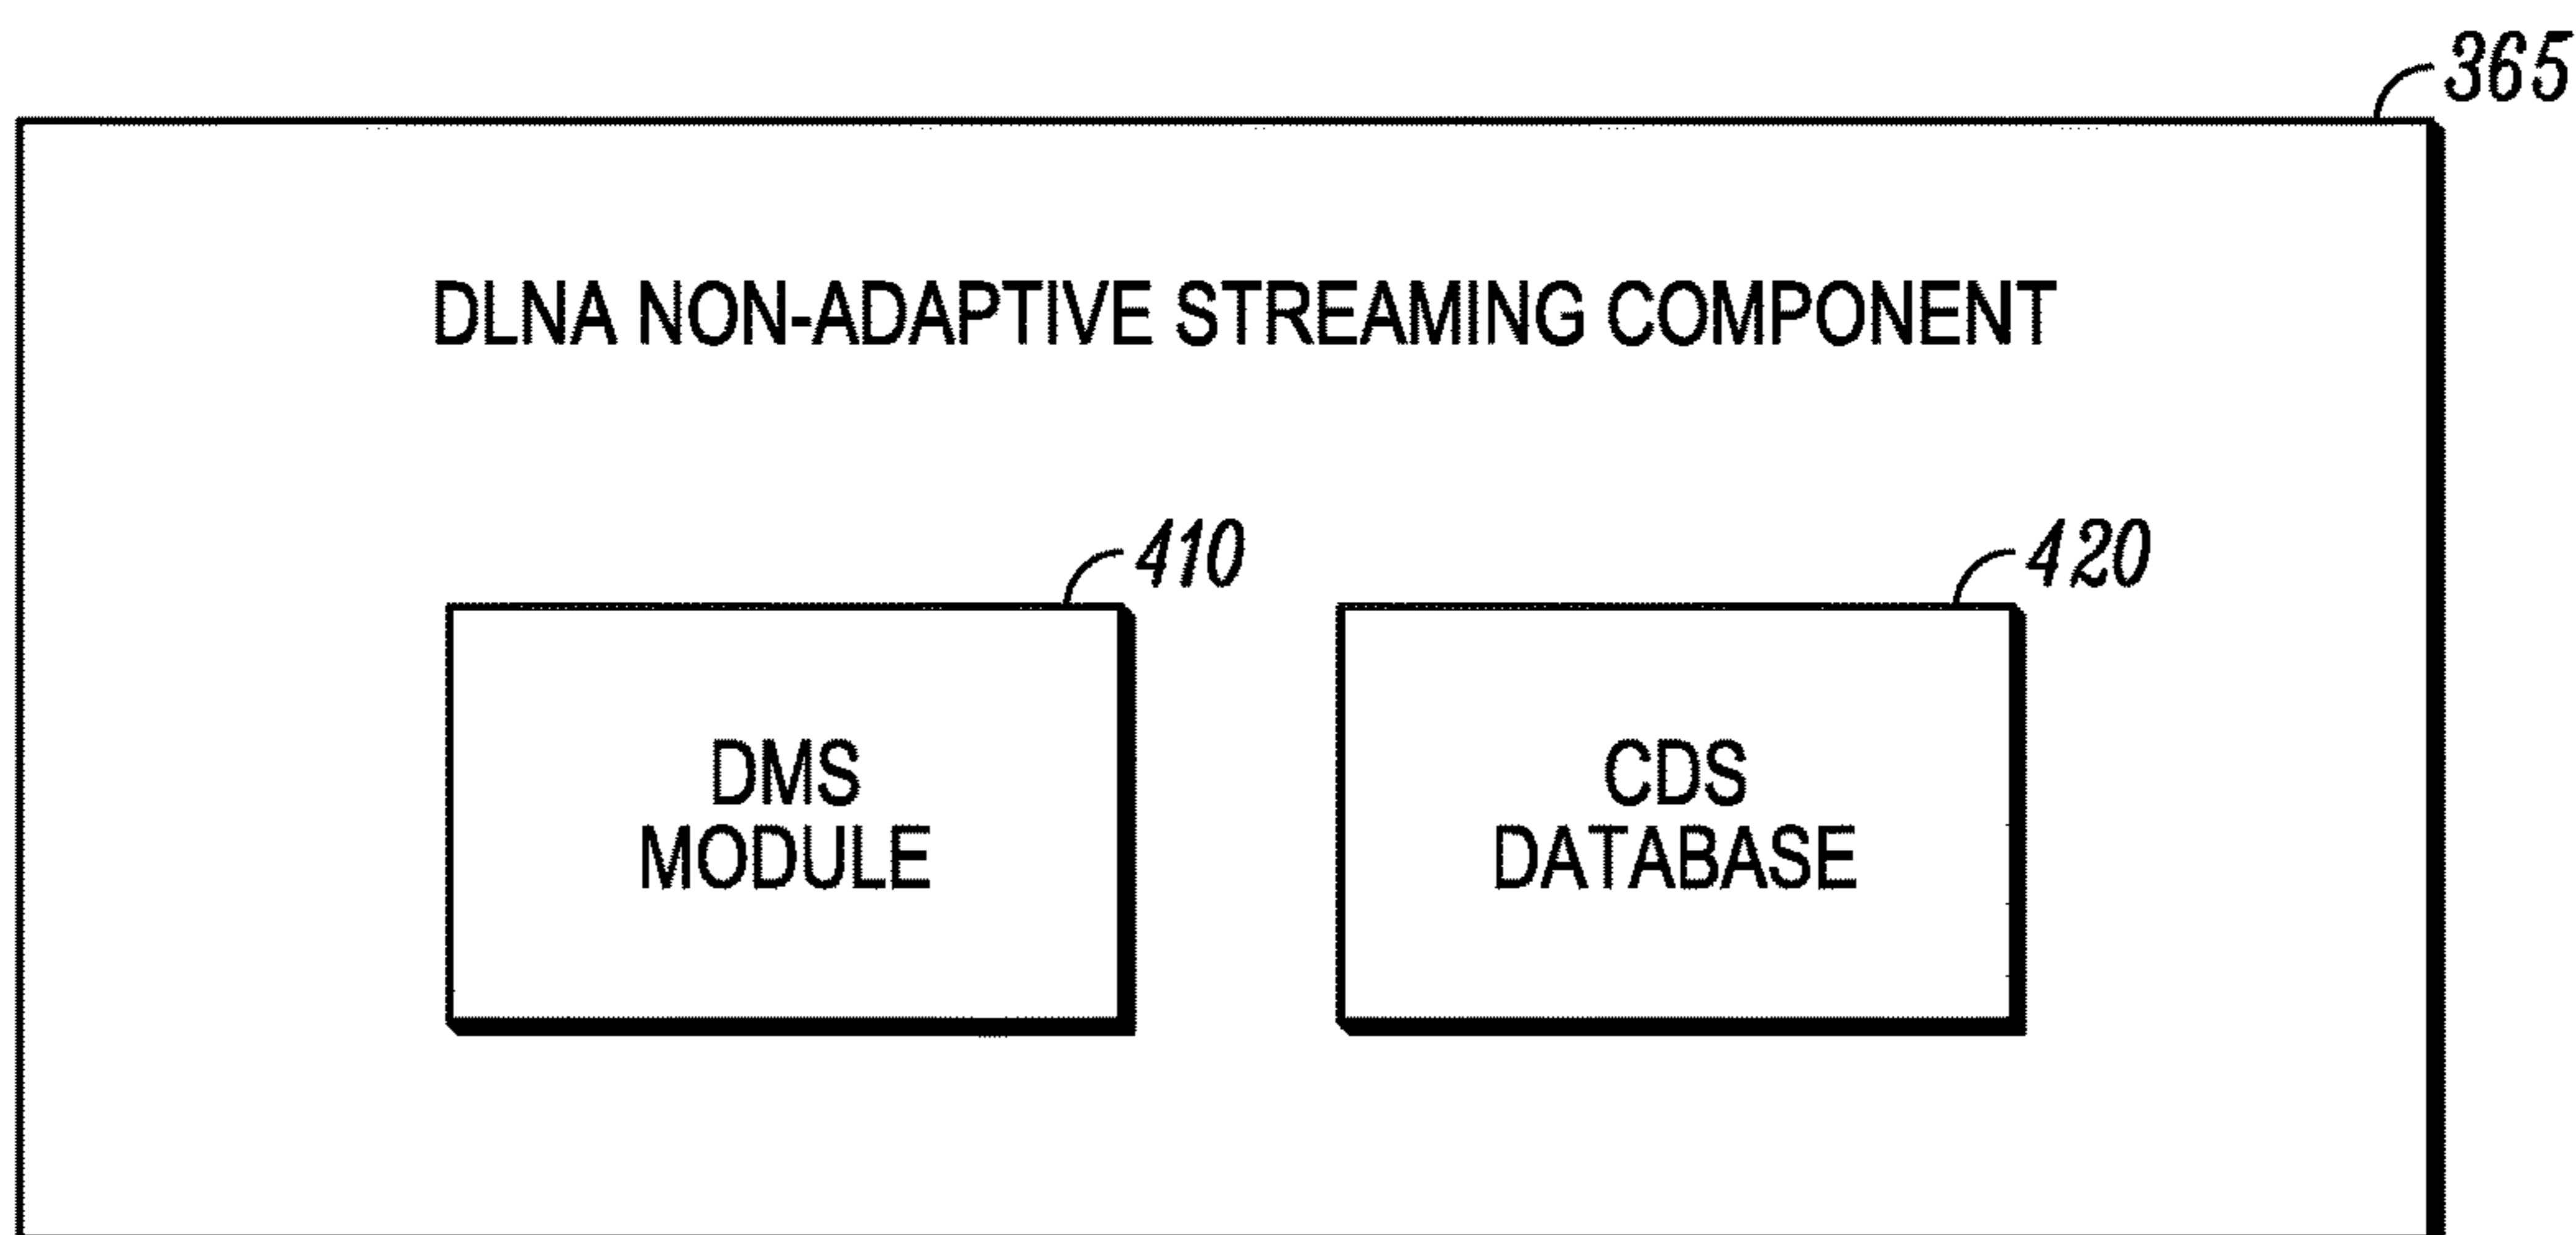 365
DLNA NON-ADAPTIVE STREAMING COMPONENT
410
420
DMS
MODULE
CDS
DATABASE